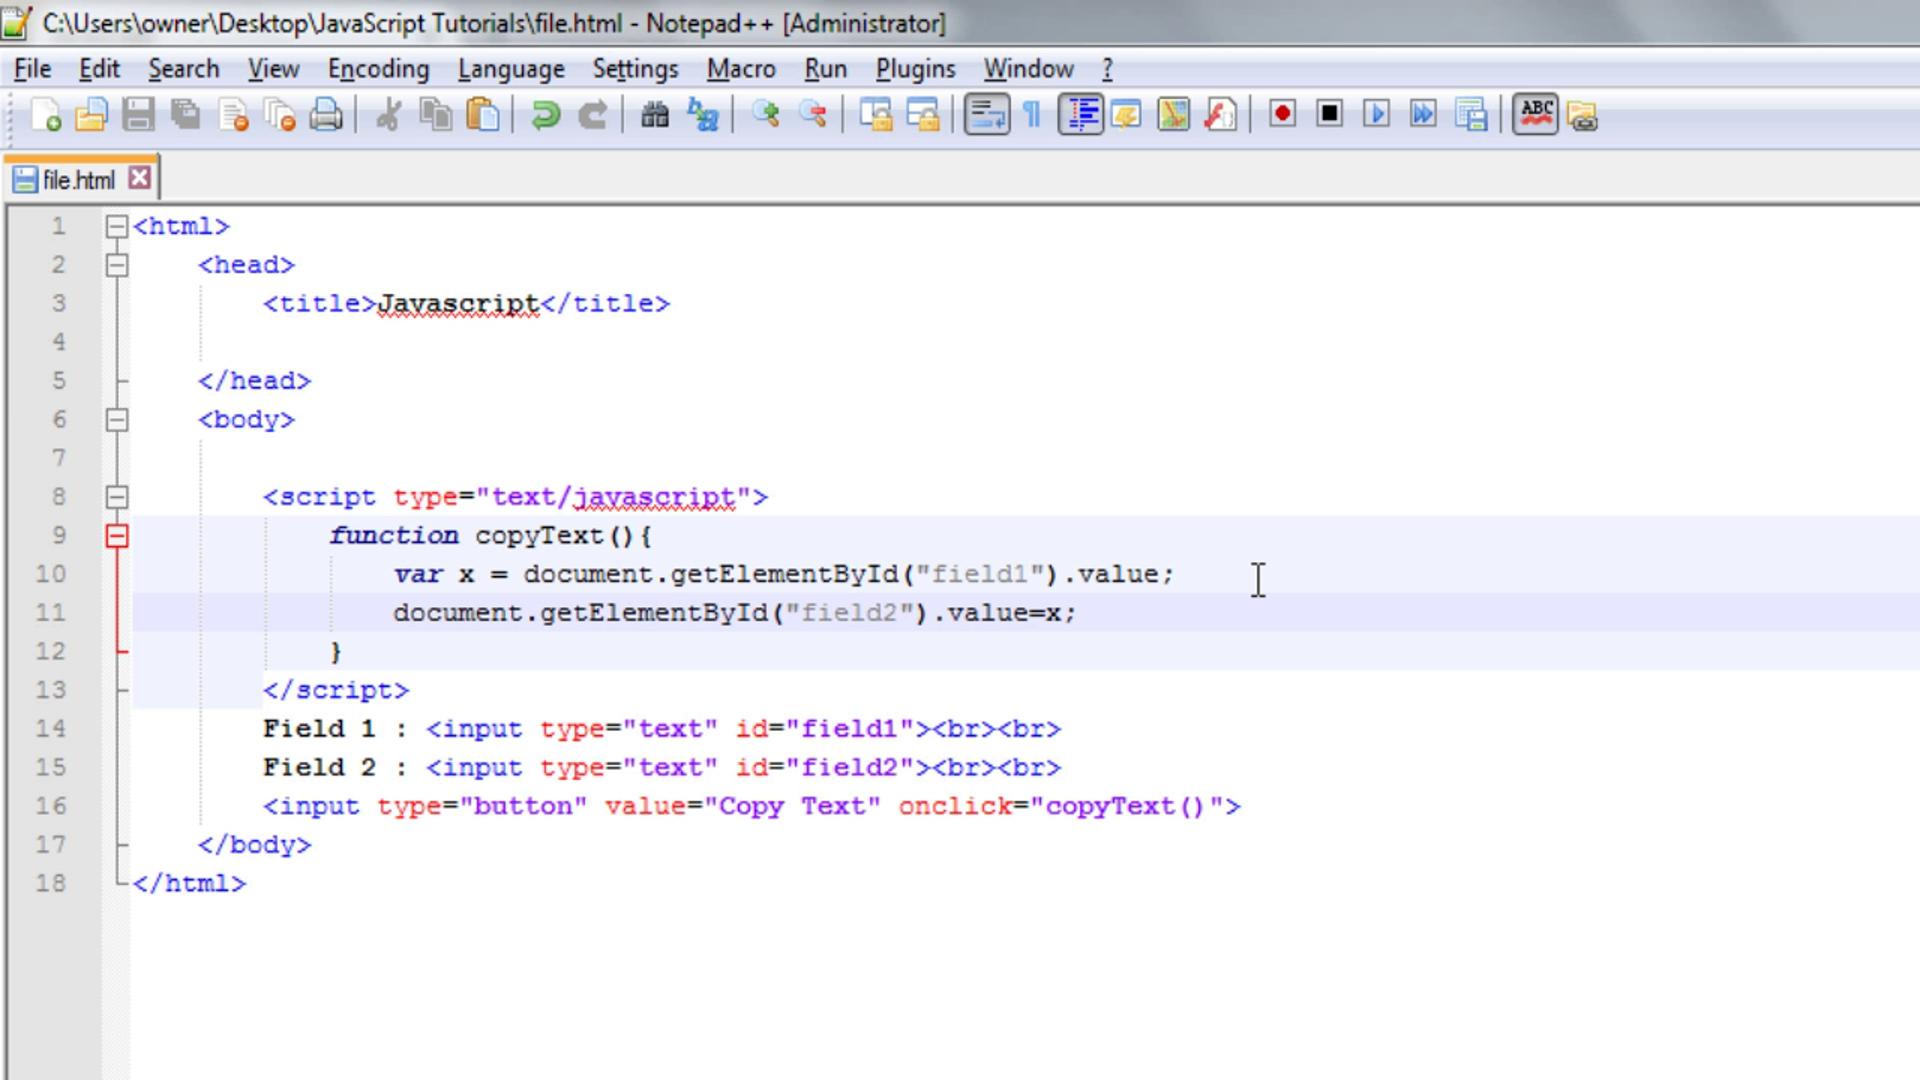 C:\Users\owner\Desktop\JavaScript Tutorials\file.html - Notepad++ [Administrator]
File Edit Search View Encoding Language Settings Macro Run Plugins Window ?
ABC
file.html
1 <html>
2 <head>
3 <title>Javascript</title>
4
5 </head>
6 <body>
7
8 <script type="text/javascript">
9 function copyText(){
10 var x = document.getElementById("field1").value;
11 document.getElementById("field2").value=x;
12 }
13 </script>
14 Field 1 : <input type="text" id="field1"><br><br>
15 Field 2 : <input type="text" id="field2"><br><br>
16 <input type="button" value="Copy Text" onclick="copyText()">
17 </body>
18 </html>